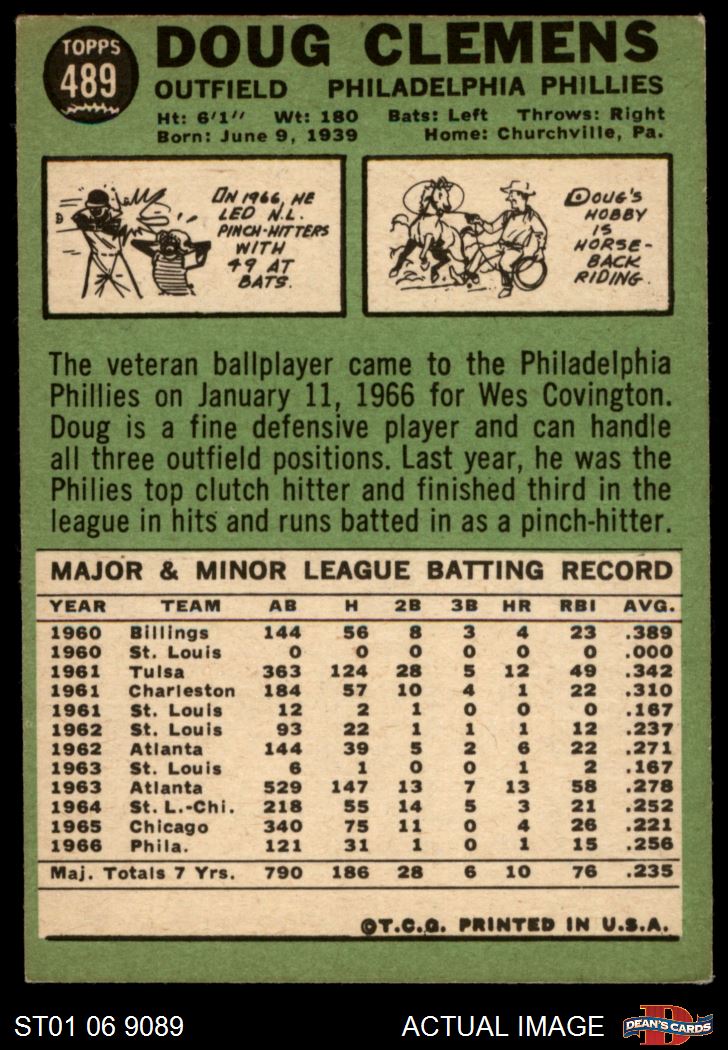 TOPPS
489
DOUG CLEMENS
OUTFIELD PHILADELPHIA PHILLIES
Ht: 6'1" Wt: 180 Bats: Left Throws: Right
Born: June 9, 1939 Home: Churchville, Pa.
IN 1966, HE
LED N.L.
PINCH-HITTERS
WITH
49 AT
BATS.
DOUG'S
HOBBY
IS
HORSE-
BACK
RIDING.
The veteran ballplayer came to the Philadelphia
Phillies on January 11, 1966 for Wes Covington.
Doug is a fine defensive player and can handle
all three outfield positions. Last year, he was the
Philies top clutch hitter and finished third in the
league in hits and runs batted in as a pinch-hitter.
MAJOR & MINOR LEAGUE BATTING RECORD
YEAR TEAM AB H 2B 3B HR RBI AVG.
1960 Billings 144 56 8 3 4 23 .389
1960 St. Louis 0 0 0 0 0 0 .000
1961 Tulsa 363 124 28 5 12 49 .342
1961 Charleston 184 57 10 4 1 22 .310
1961 St. Louis 12 2 1 0 0 0 .167
1962 St. Louis 93 22 1 1 1 12 .237
1962 Atlanta 144 39 5 2 6 22 .271
1963 St. Louis 6 1 0 0 1 2 .167
1963 Atlanta 529 147 13 7 13 58 .278
1964 St. L.-Chi. 218 55 14 5 3 21 .252
1965 Chicago 340 75 11 0 4 26 .221
1966 Phila. 121 31 1 0 1 15 .256
Maj. Totals 7 Yrs. 790 186 28 6 10 76 .235
©T.C.G. PRINTED IN U.S.A.
ST01 06 9089 ACTUAL IMAGE
D
DEAN'S CARDS